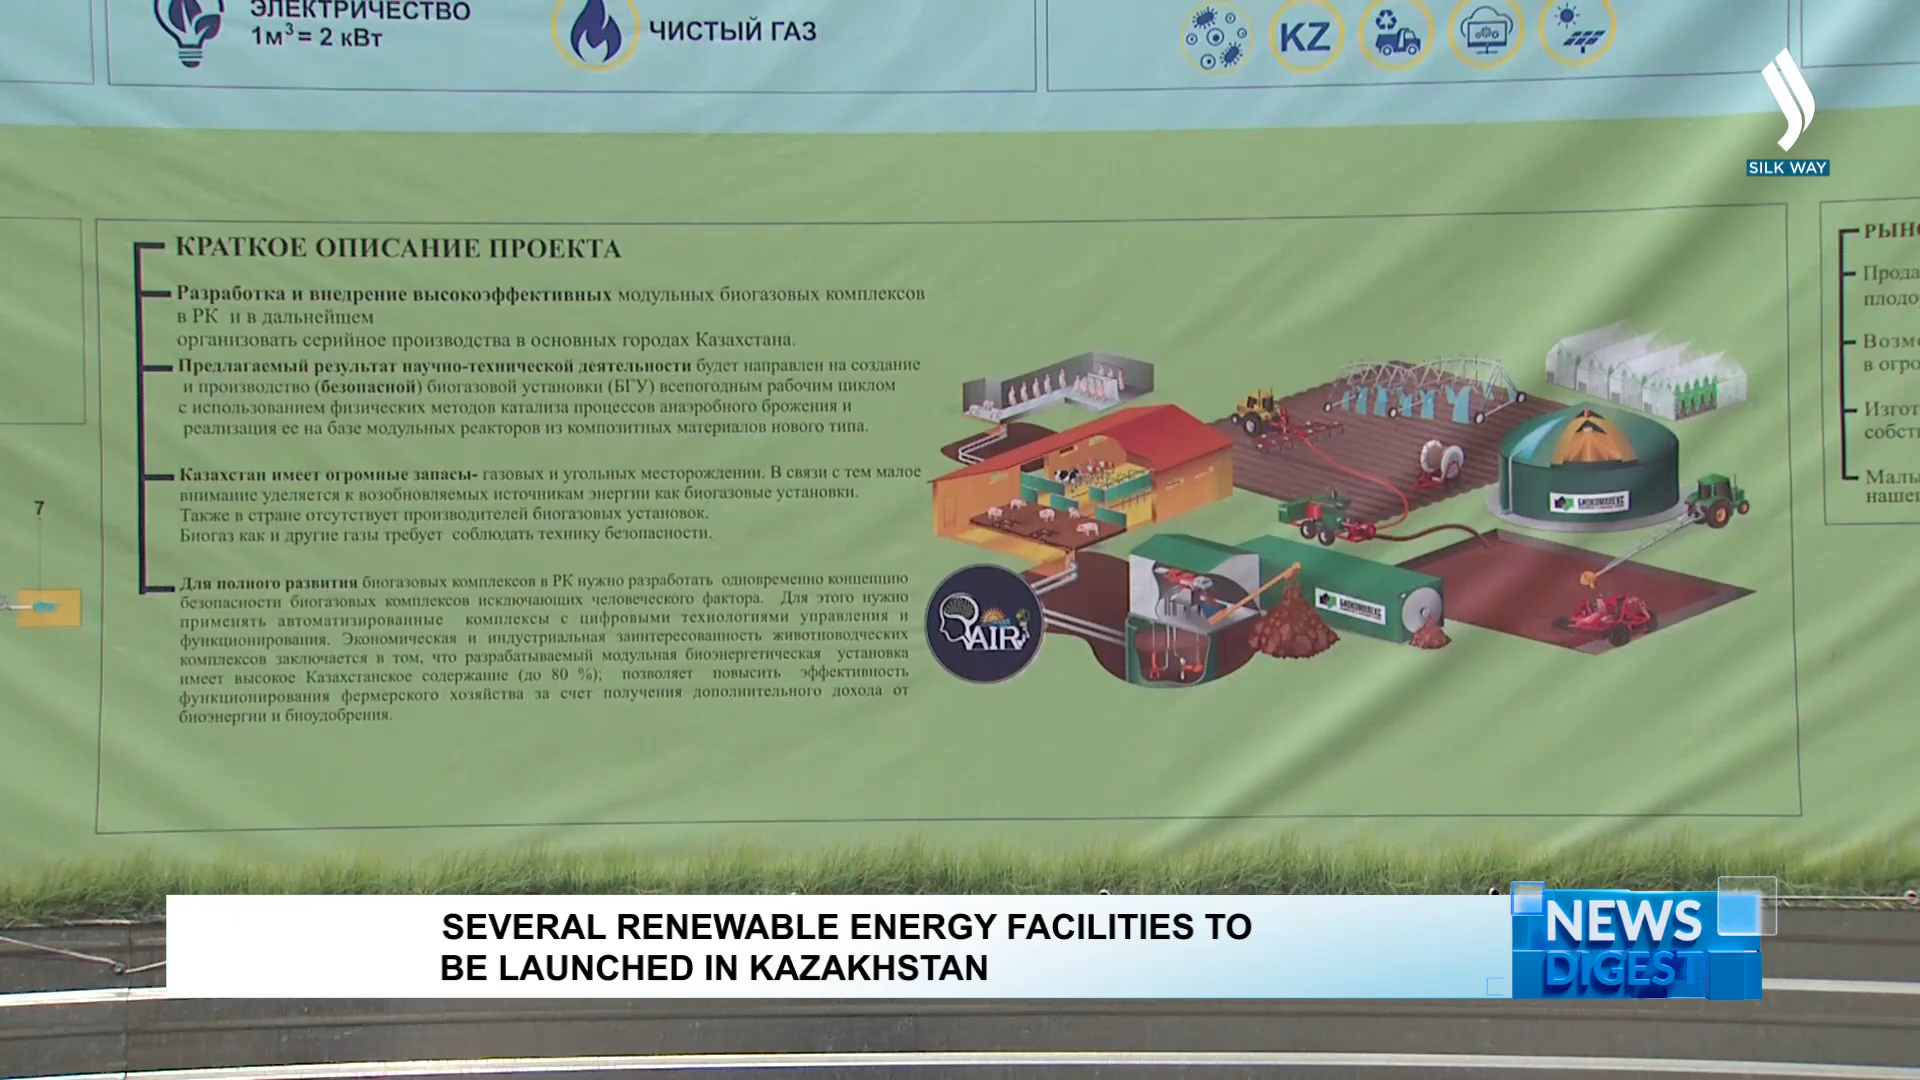 ЭЛЕКТРИЧЕСТВО
1м³ = 2 кВт
ЧИСТЫЙ ГАЗ
KZ
SILK WAY
КРАТКОЕ ОПИСАНИЕ ПРОЕКТА
Разработка и внедрение высокоэффективных модульных биогазовых комплексов
в РК и в дальнейшем
организовать серийное производства в основных городах Казахстана.
Предлагаемый результат научно-технической деятельности будет направлен на создание
и производство (безопасной) биогазовой установки (БГУ) всепогодным рабочим циклом
с использованием физических методов катализа процессов анаэробного брожения и
реализация ее на базе модульных реакторов из композитных материалов нового типа.
Казахстан имеет огромные запасы- газовых и угольных месторождении. В связи с тем малое
внимание уделяется к возобновляемых источникам энергии как биогазовые установки.
Также в стране отсутствует производителей биогазовых установок.
Биогаз как и другие газы требует соблюдать технику безопасности.
Для полного развития биогазовых комплексов в РК нужно разработать одновременно концепцию
безопасности биогазовых комплексов исключающих человеческого фактора. Для этого нужно
применять автоматизированные комплексы с цифровыми технологиями управления и
функционирования. Экономическая и индустриальная заинтересованность животноводческих
комплексов заключается в том, что разрабатываемый модульная биоэнергетическая установка
имеет высокое Казахстанское содержание (до 80 %); позволяет повысить эффективность
функционирования фермерского хозяйства за счет получения дополнительного дохода от
биоэнергии и биоудобрения.
7
БИОКОМПЛЕКС
БИОКОМПЛЕКС
AIR
SEVERAL RENEWABLE ENERGY FACILITIES TO
BE LAUNCHED IN KAZAKHSTAN
NEWS
DIGEST